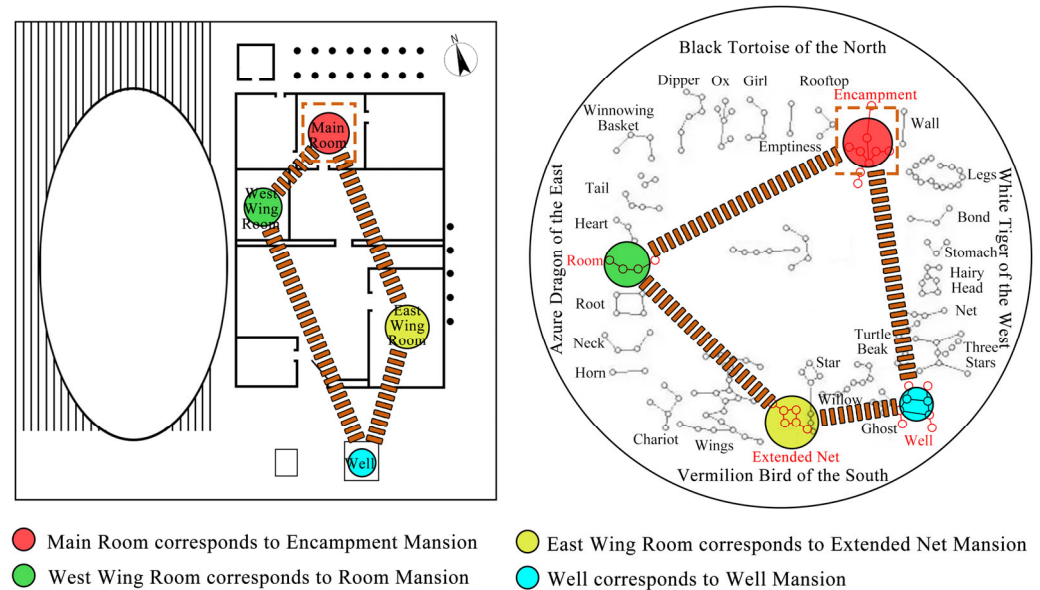 N
Main
Room
West
Wing
Room
East
Wing
Room
Well
Black Tortoise of the North
Dipper
Ox
Girl
Rooftop
Encampment
Winnowing
Basket
Emptiness
Wall
Tail
Legs
Heart
Bond
Room
Stomach
Azure Dragon of the East
White Tiger of the West
Hairy
Head
Root
Net
Neck
Turtle
Beak
Three
Stars
Horn
Star
Willow
Chariot
Wings
Ghost
Well
Extended Net
Vermilion Bird of the South
Main Room corresponds to Encampment Mansion
East Wing Room corresponds to Extended Net Mansion
West Wing Room corresponds to Room Mansion
Well corresponds to Well Mansion